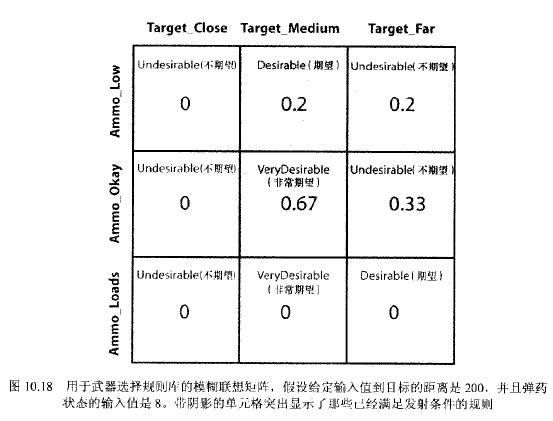 Target_Close Target_Medium Target_Far
Ammo_Low
Undesirable(不期望) Desirable(期望) Undesirable(不期望)
0 0.2 0.2
Ammo_Okay
Undesirable(不期望) VeryDesirable Undesirable(不期望)
(非常期望)
0 0.67 0.33
Ammo_Loads
Undesirable(不期望) VeryDesirable Desirable(期望)
(非常期望)
0 0 0
图 10.18 用于武器选择规则库的模糊联想矩阵，假设给定输入值到目标的距离是 200，并且弹药
状态的输入值是 8。带阴影的单元格突出显示了那些已经满足发射条件的规则